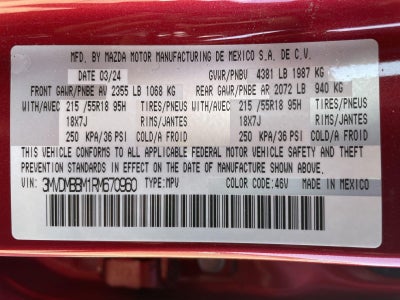 MFD. BY MAZDA MOTOR MANUFACTURING DE MEXICO S.A. DE C.V.
DATE 03/24 GVWR/PNBV 4381 LB 1987 KG
FRONT GAWR/PNBE AV 2355 LB 1068 KG REAR GAWR/PNBE AR 2072 LB 940 KG
WITH/AVEC 215 /55R18 95H TIRES/PNEUS WITH/AVEC 215 /55R18 95H TIRES/PNEUS
18X7J RIMS/JANTES 18X7J RIMS/JANTES
250 KPA/36 PSI COLD/FROID 250 KPA/36 PSI COLD/FROID
THIS VEHICLE CONFORMS TO ALL APPLICABLE FEDERAL MOTOR VEHICLE SAFETY AND THEFT
PREVENTION STANDARDS IN EFFECT ON THE DATE OF MANUFACTURE SHOWN ABOVE.
VIN: 3MVDMBBM1RM670960 TYPE:MPV COLOR CODE:46V MADE IN MEXICO